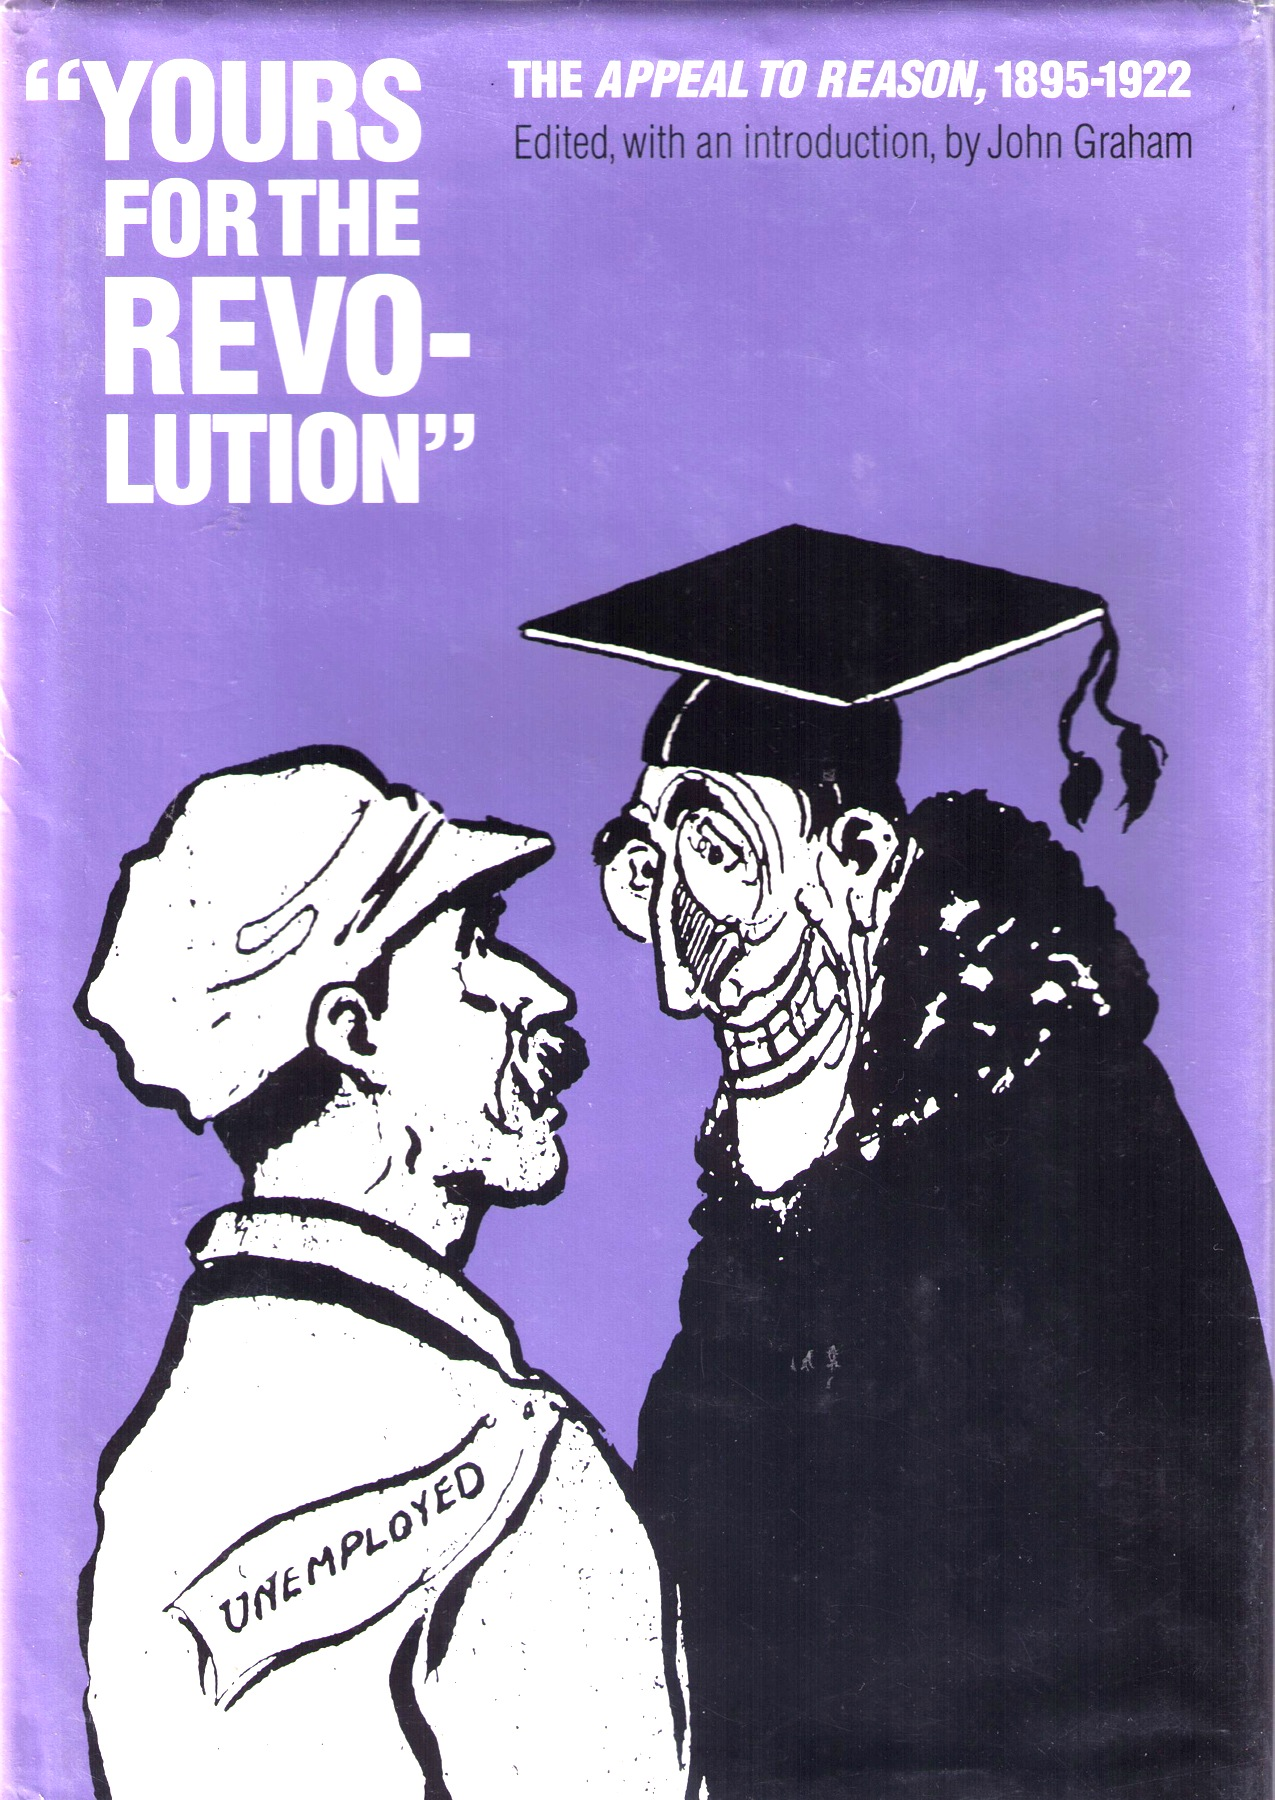 “YOURS
FOR THE
REVO-
LUTION”
THE APPEAL TO REASON, 1895-1922
Edited, with an introduction, by John Graham
UNEMPLOYED